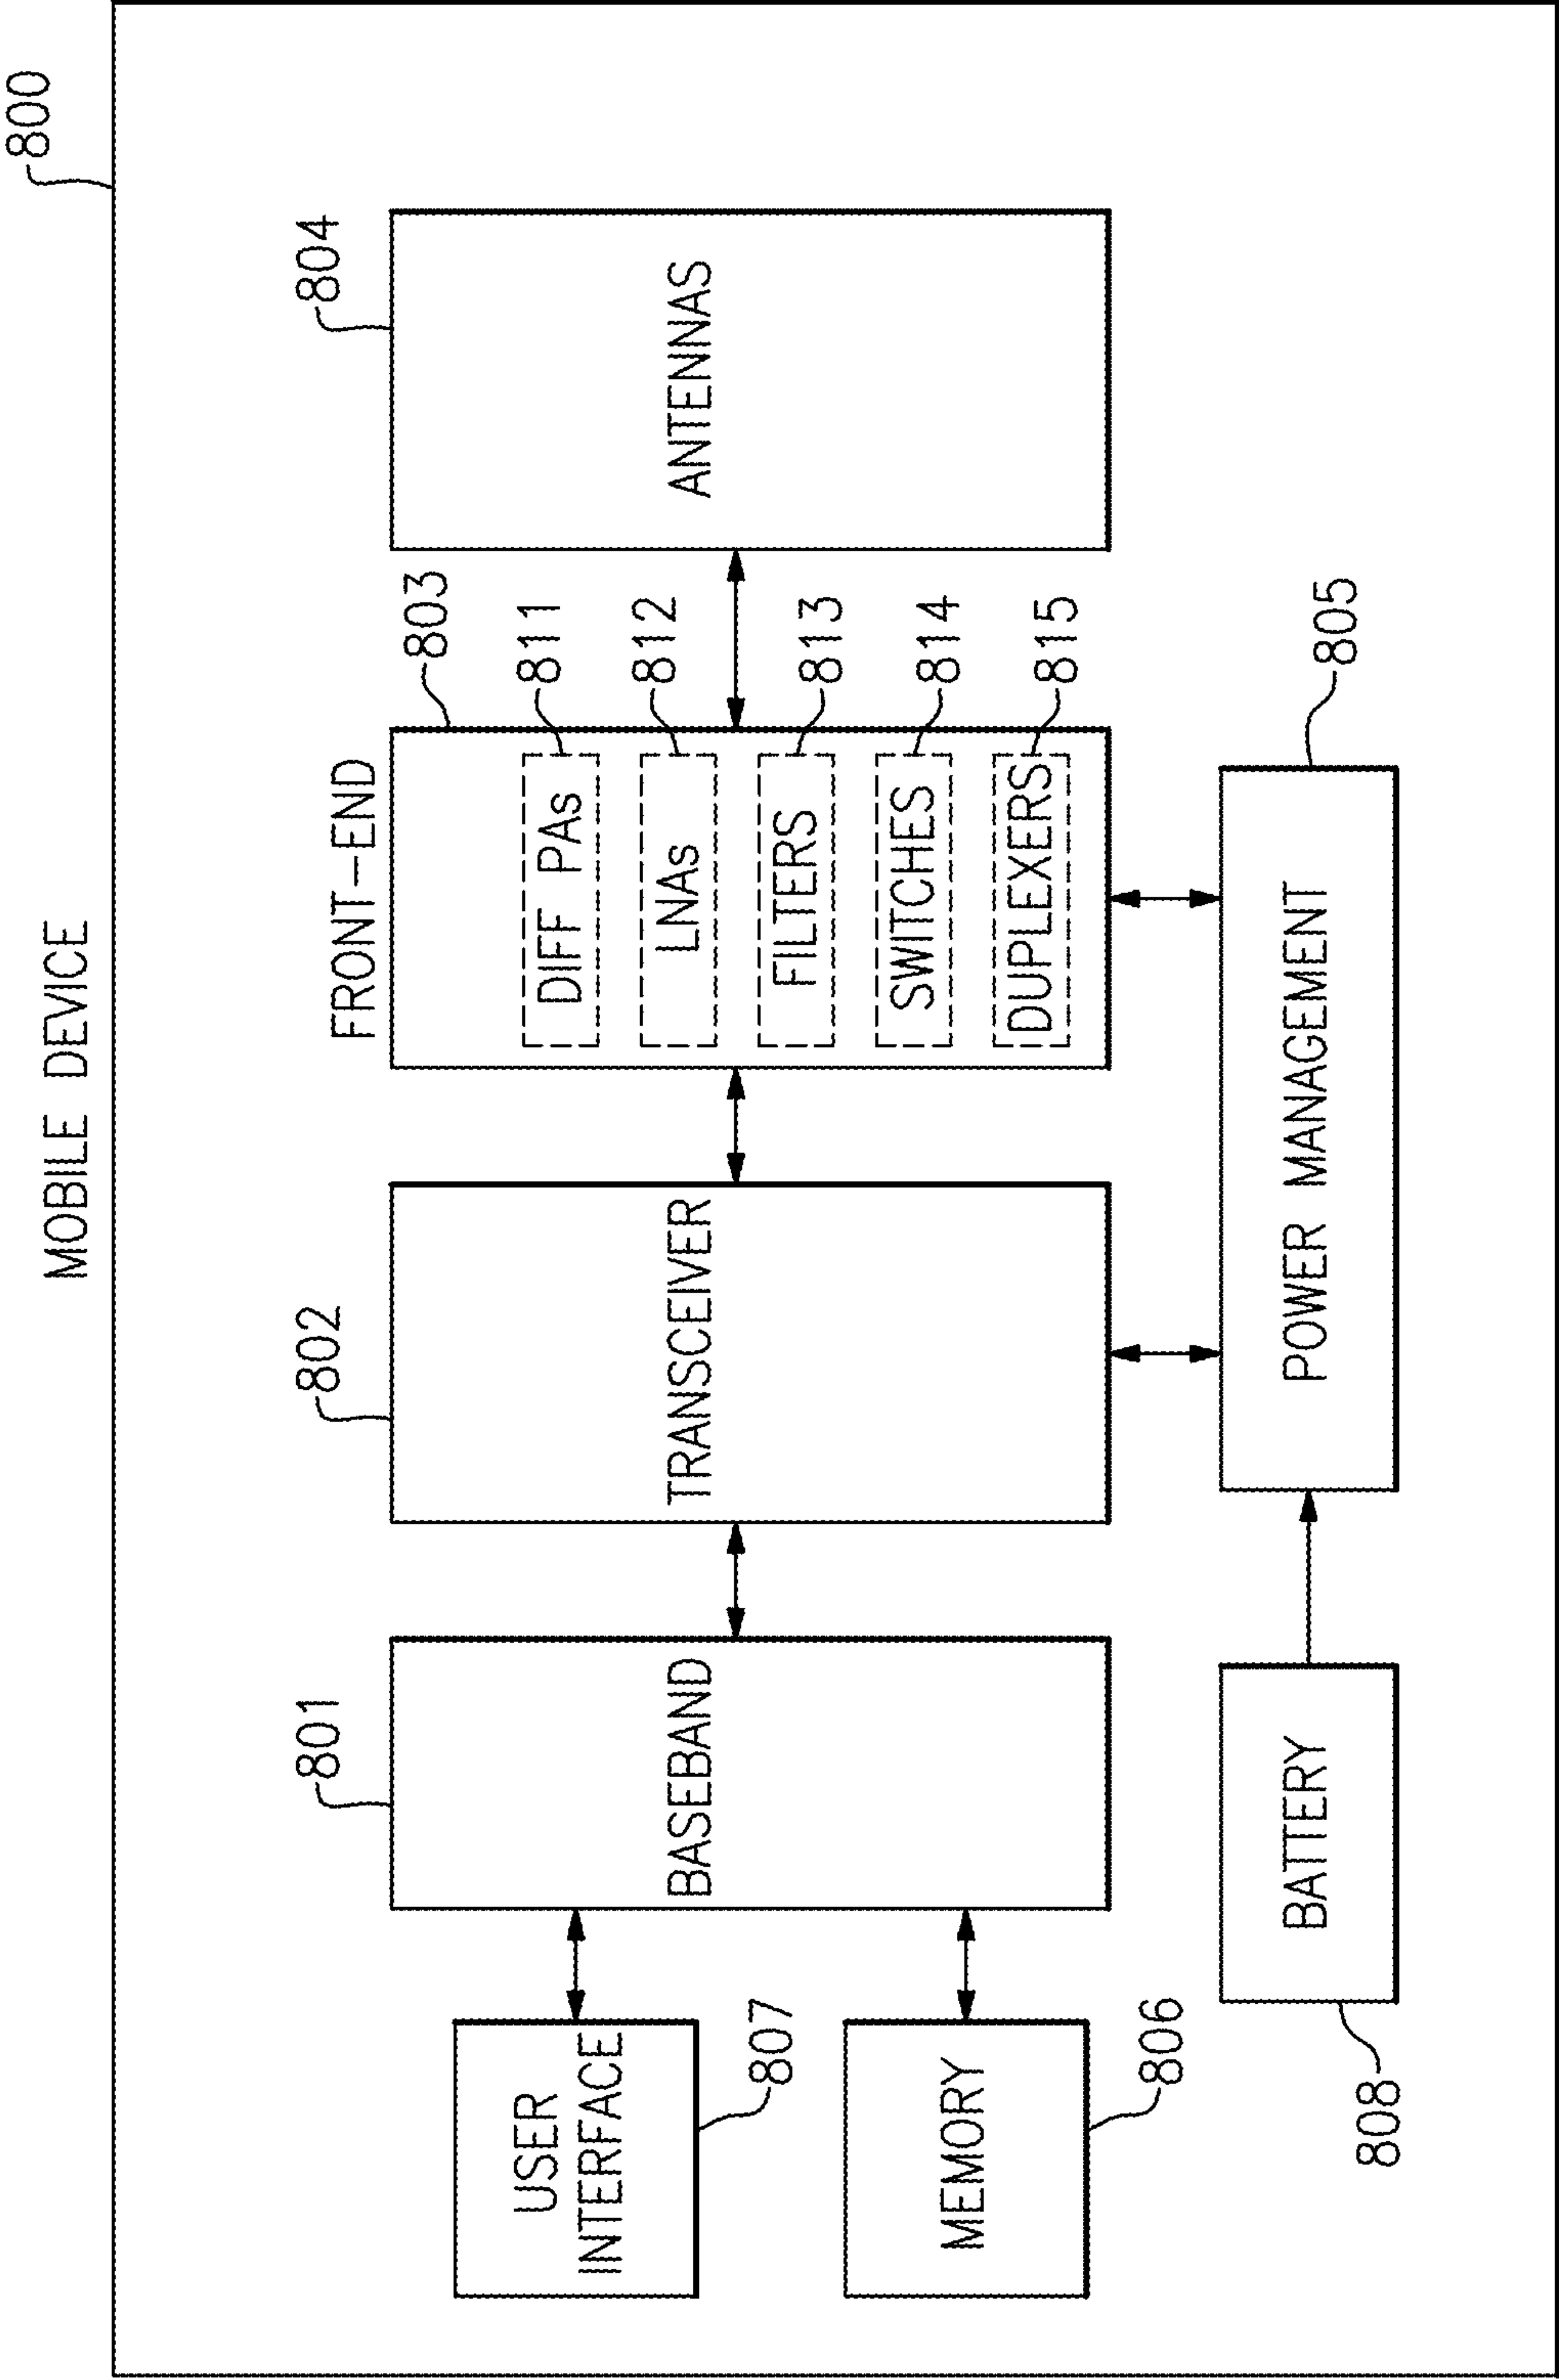 MOBILE DEVICE
800
801
802
FRONT-END
803
804
USER
INTERFACE
807
MEMORY
806
BASEBAND
TRANSCEIVER
DIFF PAs
811
LNAs
812
FILTERS
813
SWITCHES
814
DUPLEXERS
815
ANTENNAS
BATTERY
808
POWER MANAGEMENT
805